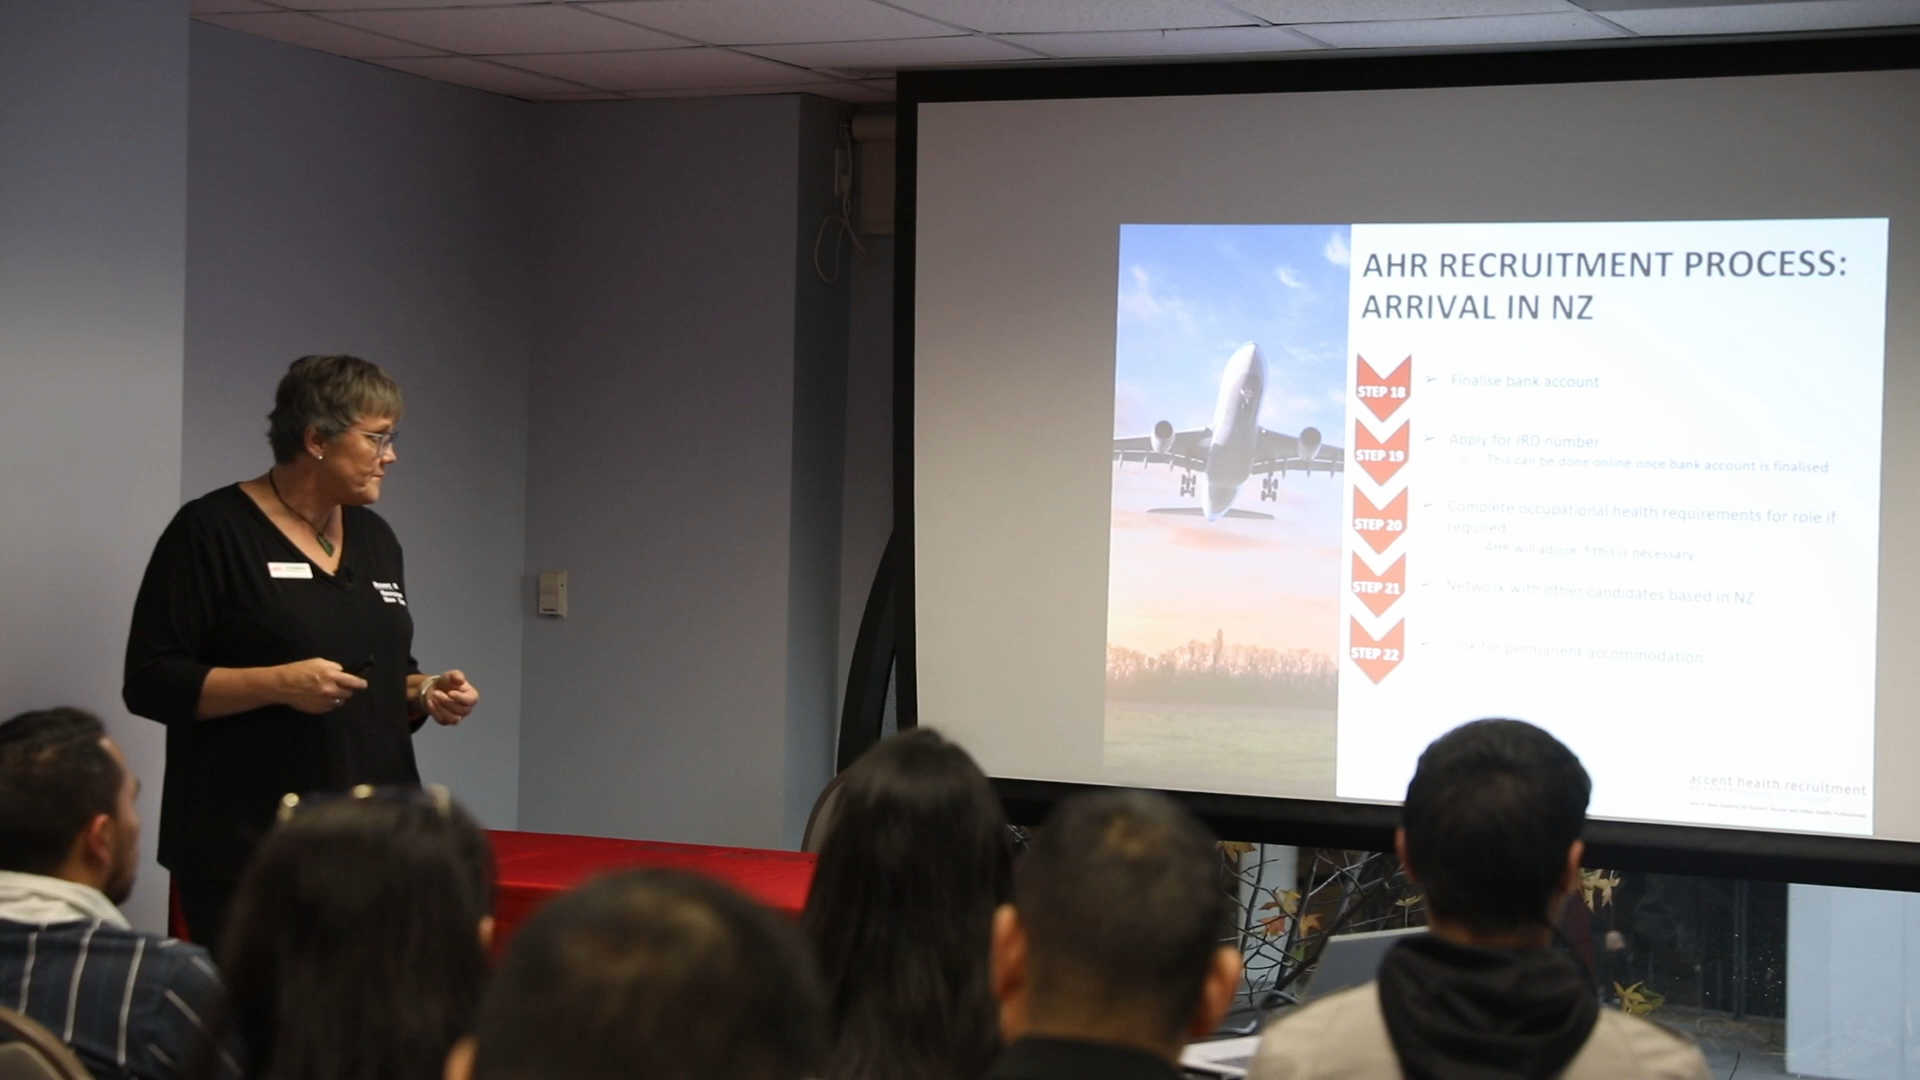 AHR RECRUITMENT PROCESS:
ARRIVAL IN NZ
STEP 18
Finalise bank account
STEP 19
Apply for IRD number
This can be done online once bank account is finalised
STEP 20
Complete occupational health requirements for role if
required
AHR will advise if this is necessary
STEP 21
Network with other candidates based in NZ
STEP 22
Look for permanent accommodation
accent health recruitment